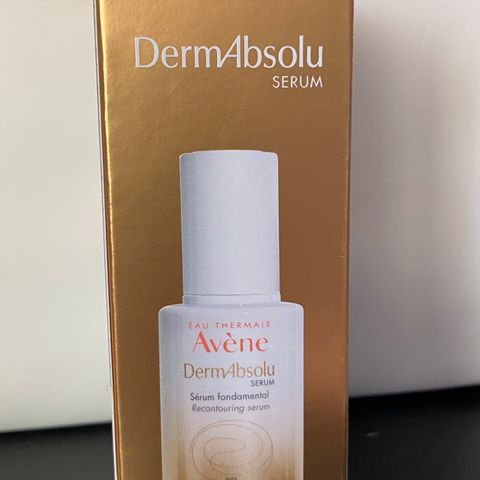 DermAbsolu
SERUM
EAU THERMALE
Avène
DermAbsolu
SERUM
Sérum fondamental
Recontouring serum